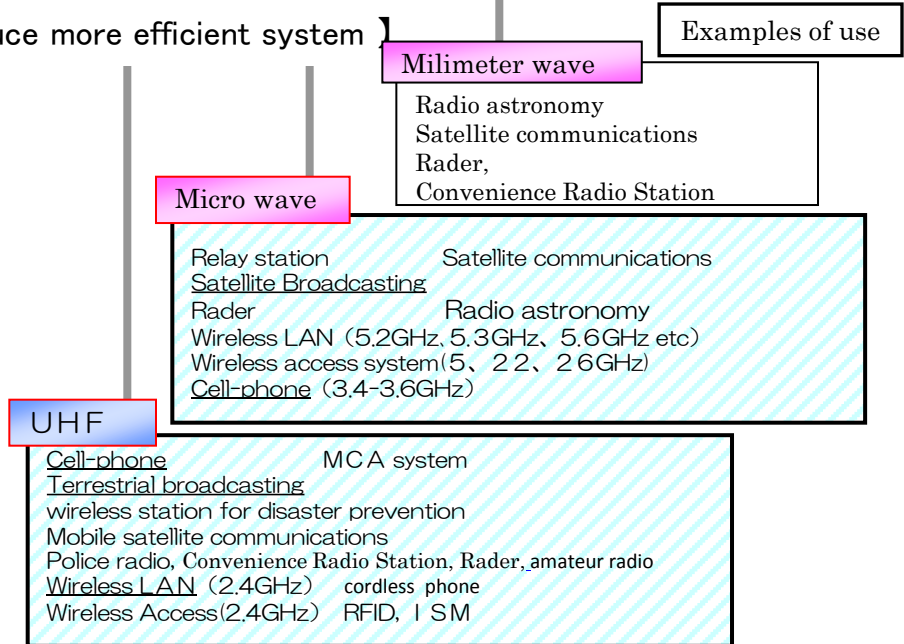 uce more efficient system 】
Examples of use
Milimeter wave
Radio astronomy
Satellite communications
Rader,
Convenience Radio Station
Micro wave
Relay station Satellite communications
Satellite Broadcasting
Rader Radio astronomy
Wireless LAN（5.2GHz、5.3GHz、5.6GHz etc）
Wireless access system(5、22、26GHz)
Cell-phone（3.4-3.6GHz）
UHF
Cell-phone MCA system
Terrestrial broadcasting
wireless station for disaster prevention
Mobile satellite communications
Police radio, Convenience Radio Station, Rader, amateur radio
Wireless LAN（2.4GHz） cordless phone
Wireless Access(2.4GHz) RFID, ISM